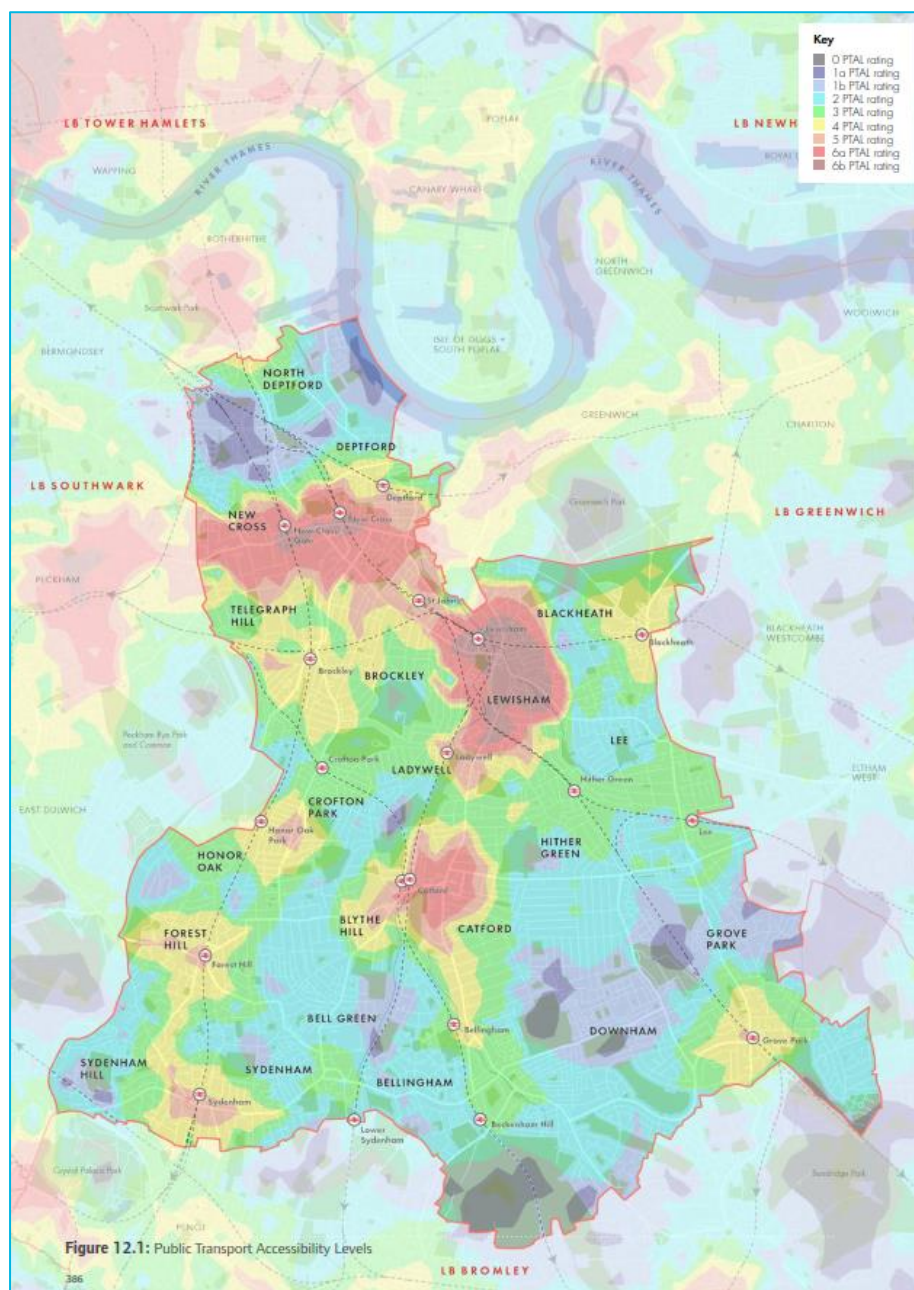 Key
0 PTAL rating
1a PTAL rating
1b PTAL rating
2 PTAL rating
3 PTAL rating
4 PTAL rating
5 PTAL rating
6a PTAL rating
6b PTAL rating
LB TOWER HAMLETS
POPLAR
LB NEWH
ROYAL
WAPPING
RIVER THAMES
CANARY WHARF
RIVER THAMES
ROTHERHITHE
NORTH
GREENWICH
Southwark Park
WOOLWICH
BERMONDSEY
ISLE OF DOGS +
SOUTH POPLAR
NORTH
DEPTFORD
GREENWICH
CHARLTON
DEPTFORD
LB SOUTHWARK
Deptford
Greenwich Park
NEW
CROSS
New Cross
New Cross
Gate
LB GREENWICH
PECKHAM
St Johns
TELEGRAPH
HILL
BLACKHEATH
Lewisham
Blackheath
BLACKHEATH
WESTCOMBE
Brockley
BROCKLEY
LEWISHAM
Peckham Rye Park
and Common
LEE
Crofton Park
LADYWELL
Ladywell
ELTHAM
WEST
Hither Green
EAST DULWICH
CROFTON
PARK
Honor Oak
Park
Lee
HITHER
GREEN
HONOR
OAK
Catford
BLYTHE
HILL
CATFORD
GROVE
PARK
FOREST
HILL
Forest Hill
BELL GREEN
Bellingham
DOWNHAM
Grove Park
SYDENHAM
HILL
SYDENHAM
BELLINGHAM
Sydenham
Lower
Sydenham
Beckenham Hill
Crystal Palace Park
Sundridge Park
PENGE
Figure 12.1: Public Transport Accessibility Levels
386
LB BROMLEY